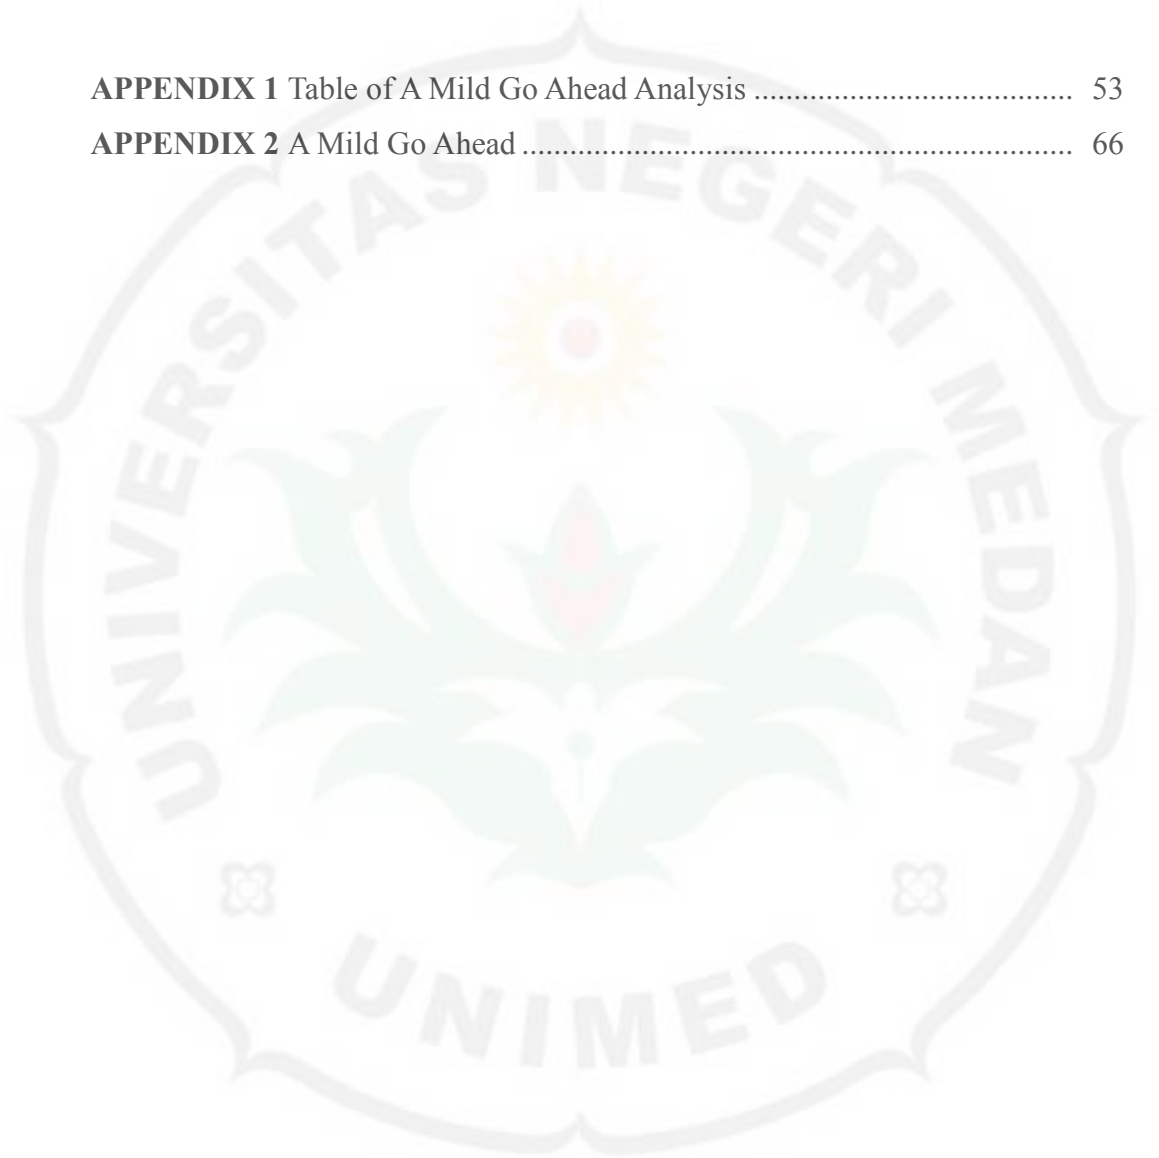 APPENDIX 1 Table of A Mild Go Ahead Analysis .................................. 53
APPENDIX 2 A Mild Go Ahead ........................................................... 66
UNIVERSITAS NEGERI MEDAN
UNIMED